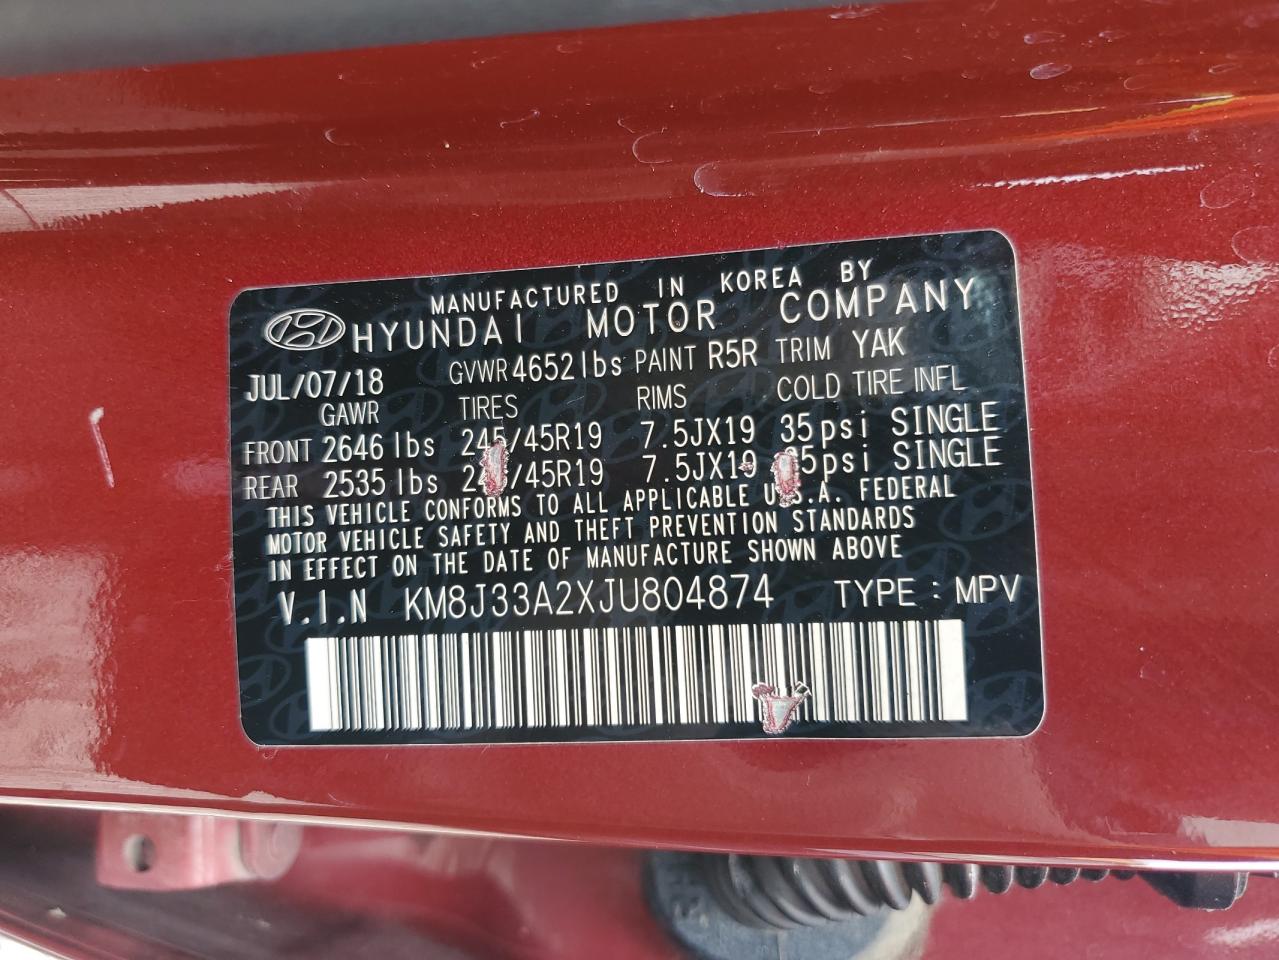 MANUFACTURED IN KOREA BY
HYUNDAI MOTOR COMPANY
JUL/07/18 GVWR 4652 lbs PAINT R5R TRIM YAK
GAWR TIRES RIMS COLD TIRE INFL
FRONT 2646 lbs 245/45R19 7.5JX19 35psi SINGLE
REAR 2535 lbs 7.5JX19 SINGLE
THIS VEHICLE CONFORMS TO ALL APPLICABLE U.S.A. FEDERAL
MOTOR VEHICLE SAFETY AND THEFT PREVENTION STANDARDS
IN EFFECT ON THE DATE OF MANUFACTURE SHOWN ABOVE
V.I.N KM8J33A2XJU804874 TYPE : MPV